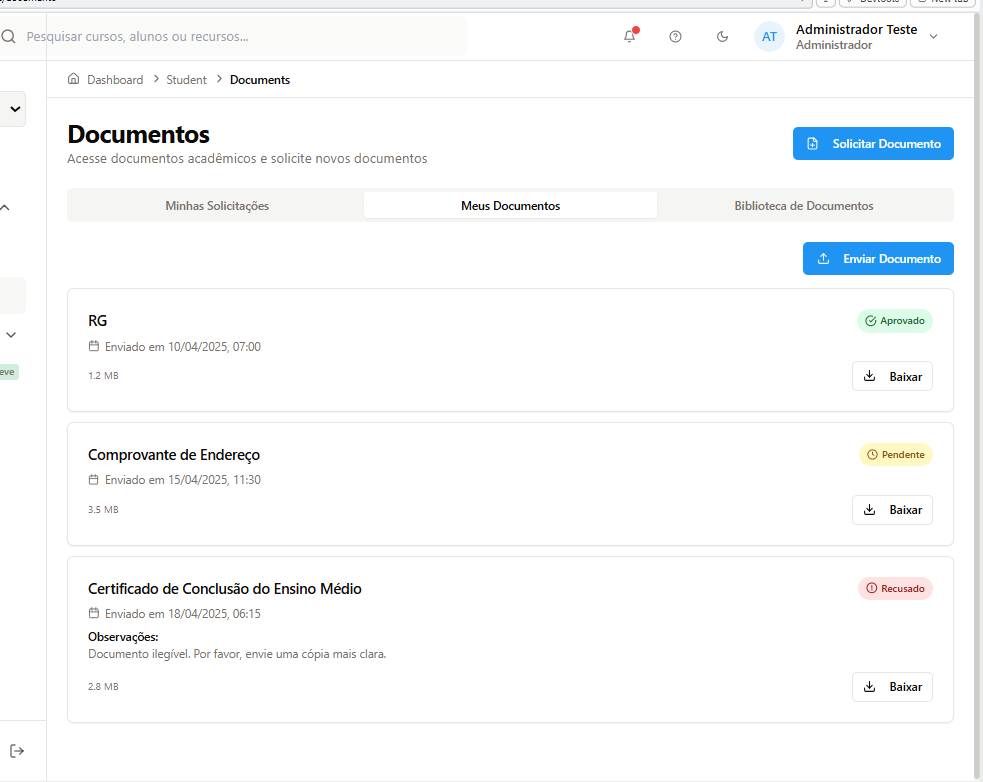 Pesquisar cursos, alunos ou recursos...
AT
Administrador Teste
Administrador
Dashboard > Student > Documents
Documentos
Acesse documentos acadêmicos e solicite novos documentos
Solicitar Documento
Minhas Solicitações
Meus Documentos
Biblioteca de Documentos
Enviar Documento
RG
Aprovado
Enviado em 10/04/2025, 07:00
1.2 MB
Baixar
Comprovante de Endereço
Pendente
Enviado em 15/04/2025, 11:30
3.5 MB
Baixar
eve
Certificado de Conclusão do Ensino Médio
Recusado
Enviado em 18/04/2025, 06:15
Observações:
Documento ilegível. Por favor, envie uma cópia mais clara.
2.8 MB
Baixar